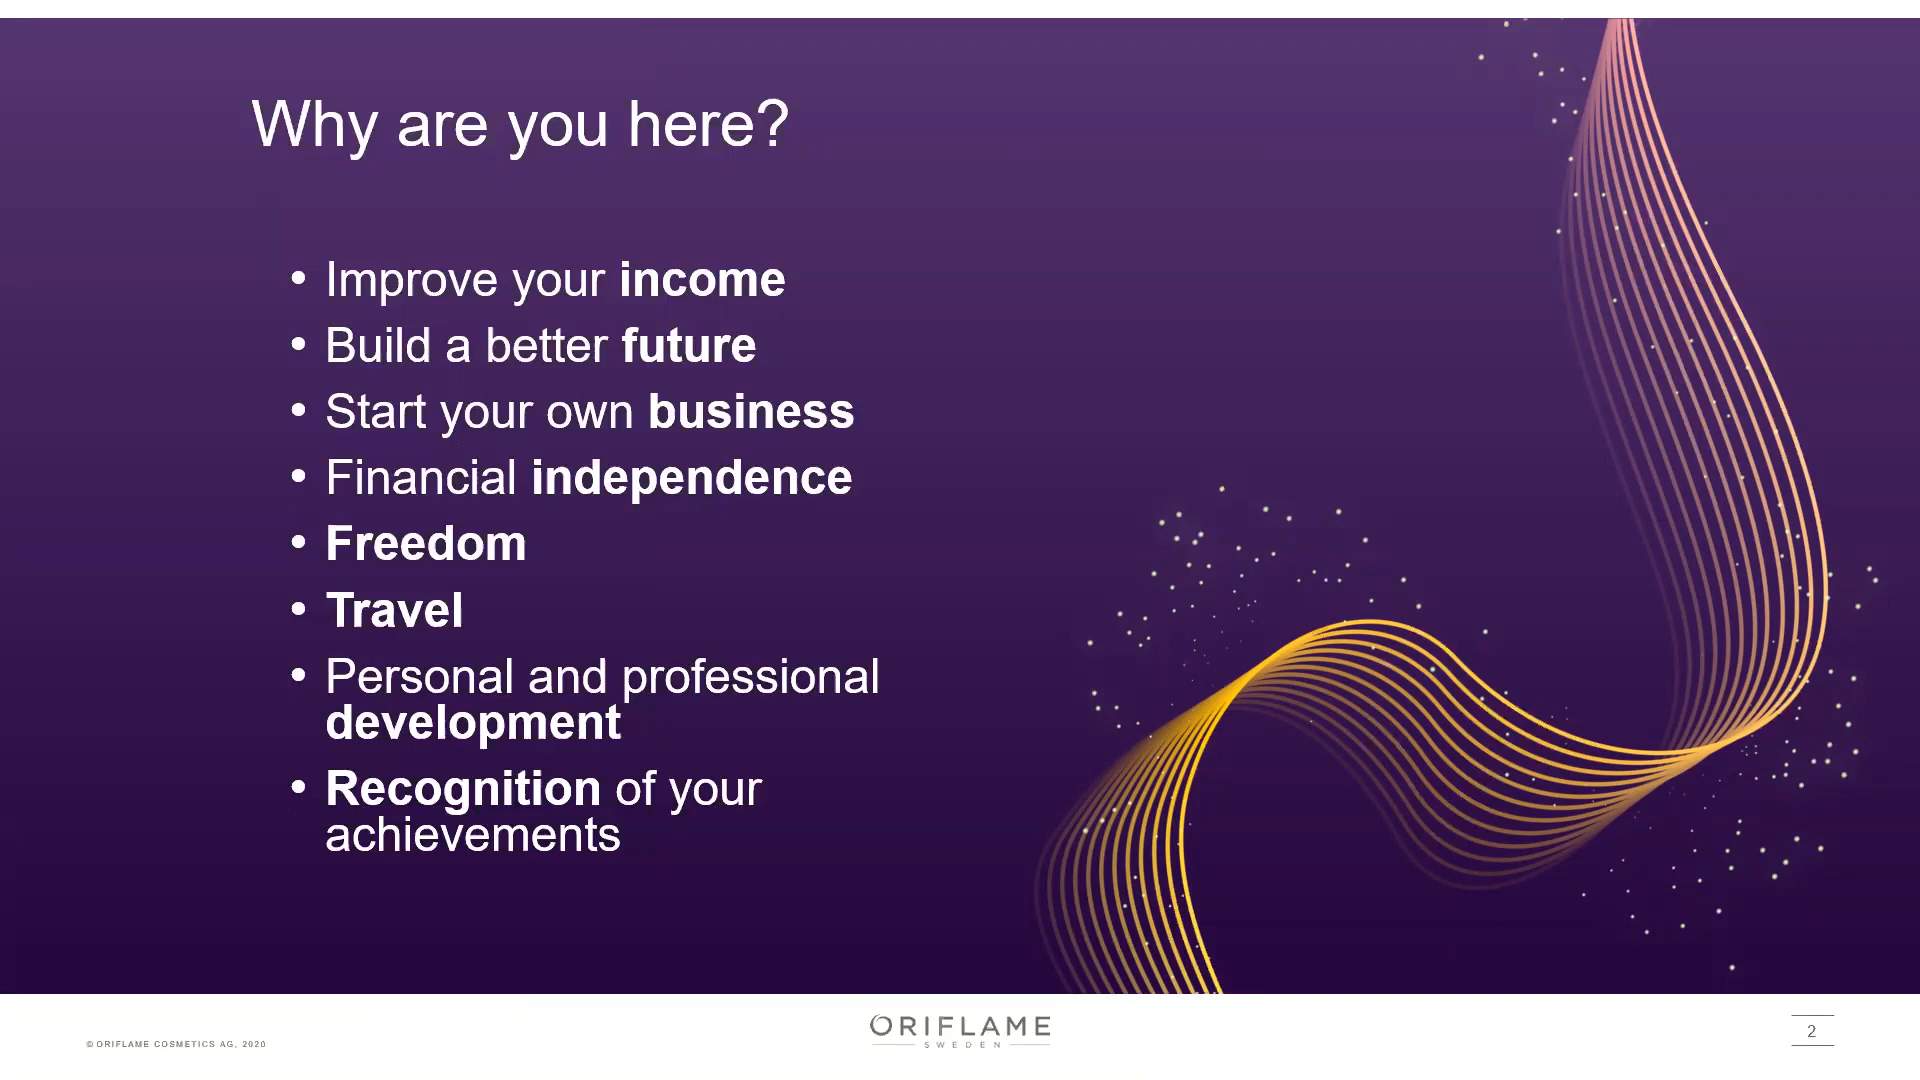 Why are you here?
• Improve your income
• Build a better future
• Start your own business
• Financial independence
• Freedom
• Travel
• Personal and professional
development
• Recognition of your
achievements
© ORIFLAME COSMETICS AG, 2020
ORIFLAME
SWEDEN
2